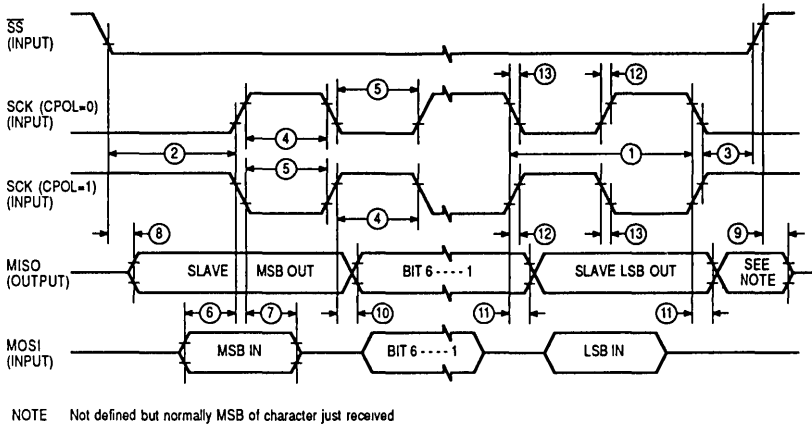 SS
(INPUT)
⑬
⑫
⑤
SCK (CPOL=0)
(INPUT)
④
②
①
③
⑤
SCK (CPOL=1)
(INPUT)
④
⑫
⑬
⑧
⑨
MISO
(OUTPUT)
SLAVE MSB OUT
BIT 6 - - - - 1
SLAVE LSB OUT
SEE
NOTE
⑥
⑦
⑩
⑪
⑪
MOSI
(INPUT)
MSB IN
BIT 6 - - - - 1
LSB IN
NOTE Not defined but normally MSB of character just received